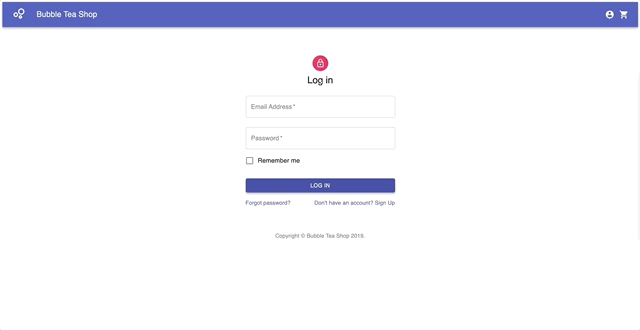 Bubble Tea Shop
Log in
Email Address *
Password *
Remember me
LOG IN
Forgot password? Don't have an account? Sign Up
Copyright © Bubble Tea Shop 2019.